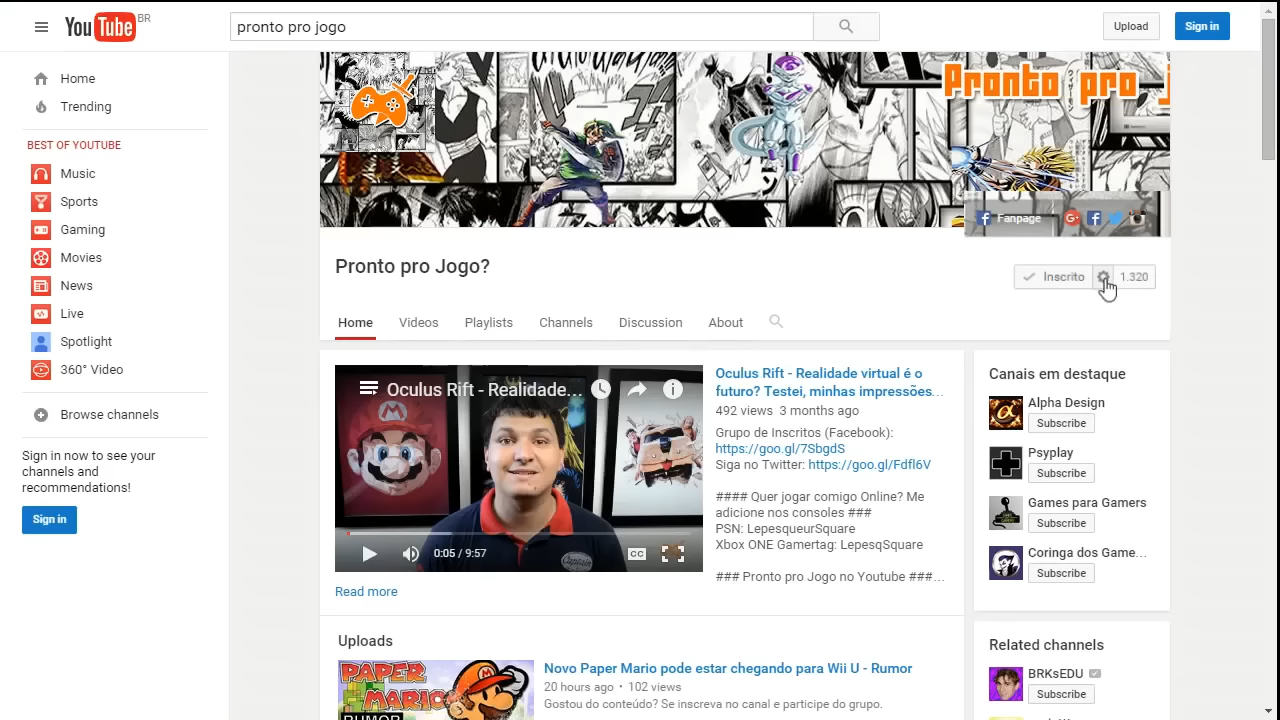 YouTube BR
pronto pro jogo
Upload
Sign in
Home
Trending
BEST OF YOUTUBE
Music
Sports
Gaming
Movies
News
Live
Spotlight
360° Video
Browse channels
Sign in now to see your
channels and
recommendations!
Sign in
Pronto pro j
Fanpage
Pronto pro Jogo?
Inscrito
1.320
Home
Videos
Playlists
Channels
Discussion
About
Oculus Rift - Realidade...
0:05 / 9:57
CC
Read more
Oculus Rift - Realidade virtual é o
futuro? Testei, minhas impressões...
492 views 3 months ago
Grupo de Inscritos (Facebook):
https://goo.gl/7SbgdS
Siga no Twitter: https://goo.gl/Fdfl6V
#### Quer jogar comigo Online? Me
adicione nos consoles ###
PSN: LepesqueurSquare
Xbox ONE Gamertag: LepesqSquare
### Pronto pro Jogo no Youtube ###...
Uploads
PAPER
MARIO
RUMOR
Novo Paper Mario pode estar chegando para Wii U - Rumor
20 hours ago • 102 views
Gostou do conteúdo? Se inscreva no canal e participe do grupo.
Canais em destaque
Alpha Design
Subscribe
Psyplay
Subscribe
Games para Gamers
Subscribe
Coringa dos Game...
Subscribe
Related channels
BRKsEDU
Subscribe